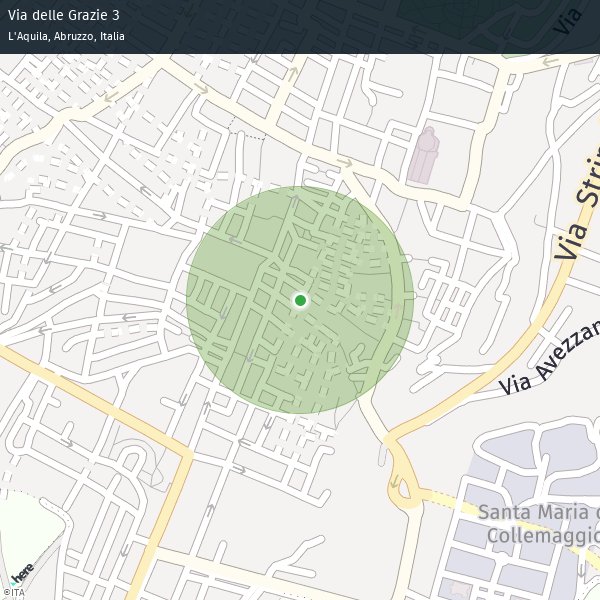 Via delle Grazie 3
L'Aquila, Abruzzo, Italia
Via
Via Strin
Via Avezzan
Santa Maria d
Collemaggio
here
©ITA